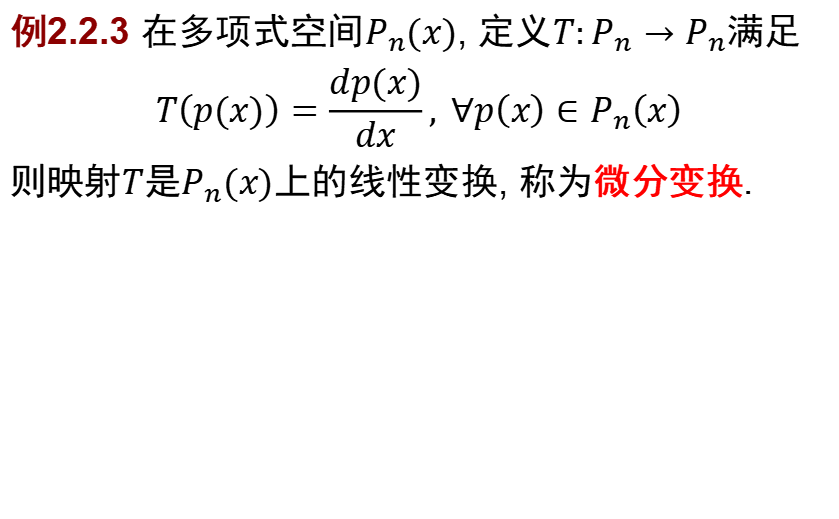 例2.2.3 在多项式空间𝑃ₙ(𝑥), 定义𝑇: 𝑃ₙ → 𝑃ₙ满足
𝑇(𝑝(𝑥)) = 𝑑𝑝(𝑥)/𝑑𝑥, ∀𝑝(𝑥) ∈ 𝑃ₙ(𝑥)
则映射𝑇是𝑃ₙ(𝑥)上的线性变换, 称为微分变换.